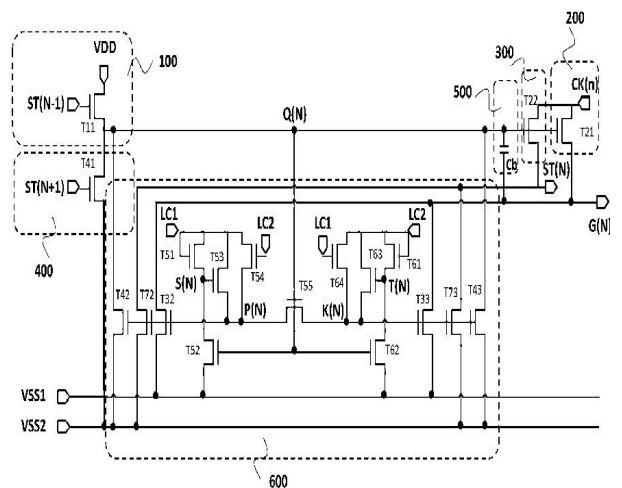 200
300
VDD
100
500
CK(n)
ST(N-1)
T22
T11
Q(N)
T21
T41
Cb
ST(N)
ST(N+1)
G(N)
400
LC1
LC2
LC1
LC2
T51
T53
T54
T63
T61
T64
S(N)
T(N)
T55
T42
T72
T32
P(N)
K(N)
T33
T73
T43
T52
T62
VSS1
VSS2
600